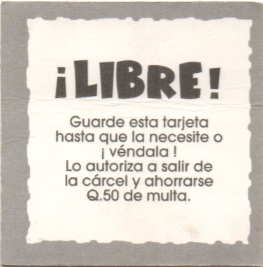 ¡LIBRE!
Guarde esta tarjeta
hasta que la necesite o
¡ véndala !
Lo autoriza a salir de
la cárcel y ahorrarse
Q.50 de multa.